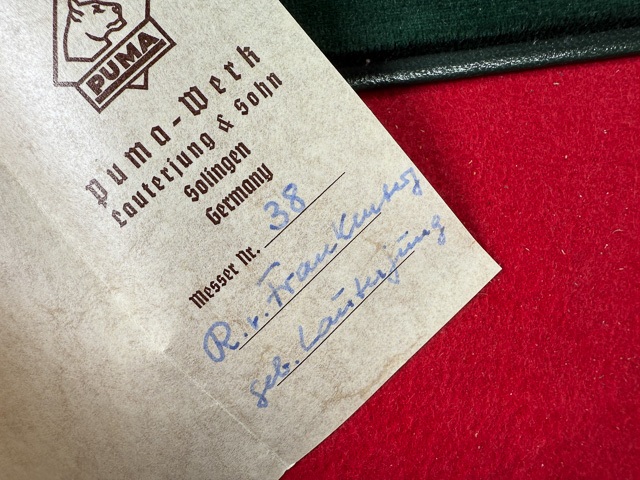 PUMA
Puma-Werk
Lauterjung & Sohn
Solingen
Germany
Messer Nr. 38
R. v. Frankenberg
geb. Lauterjung